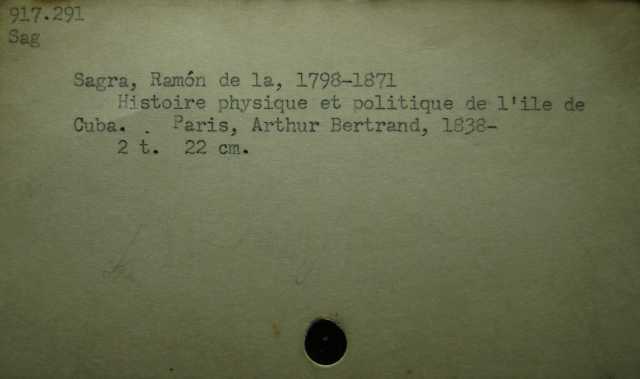 917.291
Sag
Sagra, Ramón de la, 1798-1871
Histoire physique et politique de l'ile de
Cuba. . Paris, Arthur Bertrand, 1838-
2 t. 22 cm.